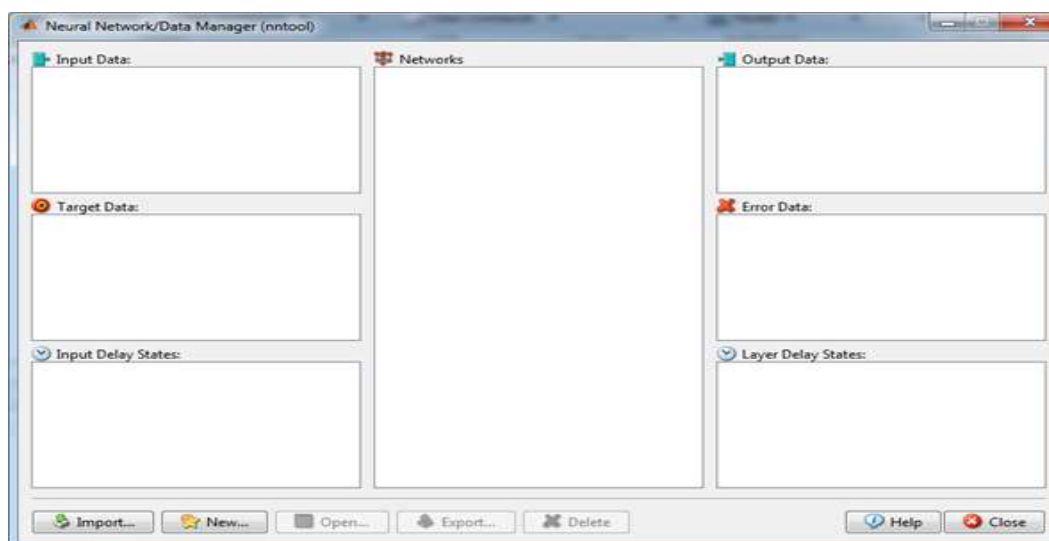 Neural Network/Data Manager (nntool)
Input Data:
Networks
Output Data:
Target Data:
Error Data:
Input Delay States:
Layer Delay States:
Import...
New...
Open...
Export...
Delete
Help
Close